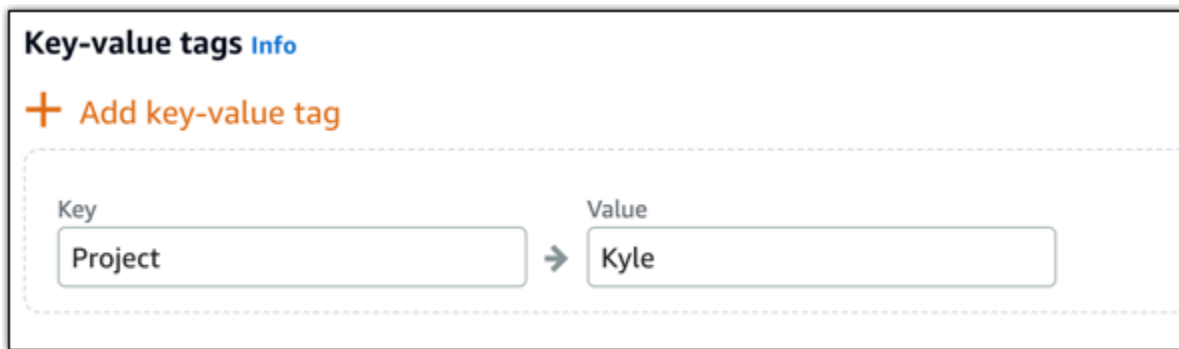 Key-value tags Info
+ Add key-value tag
Key Value
Project → Kyle